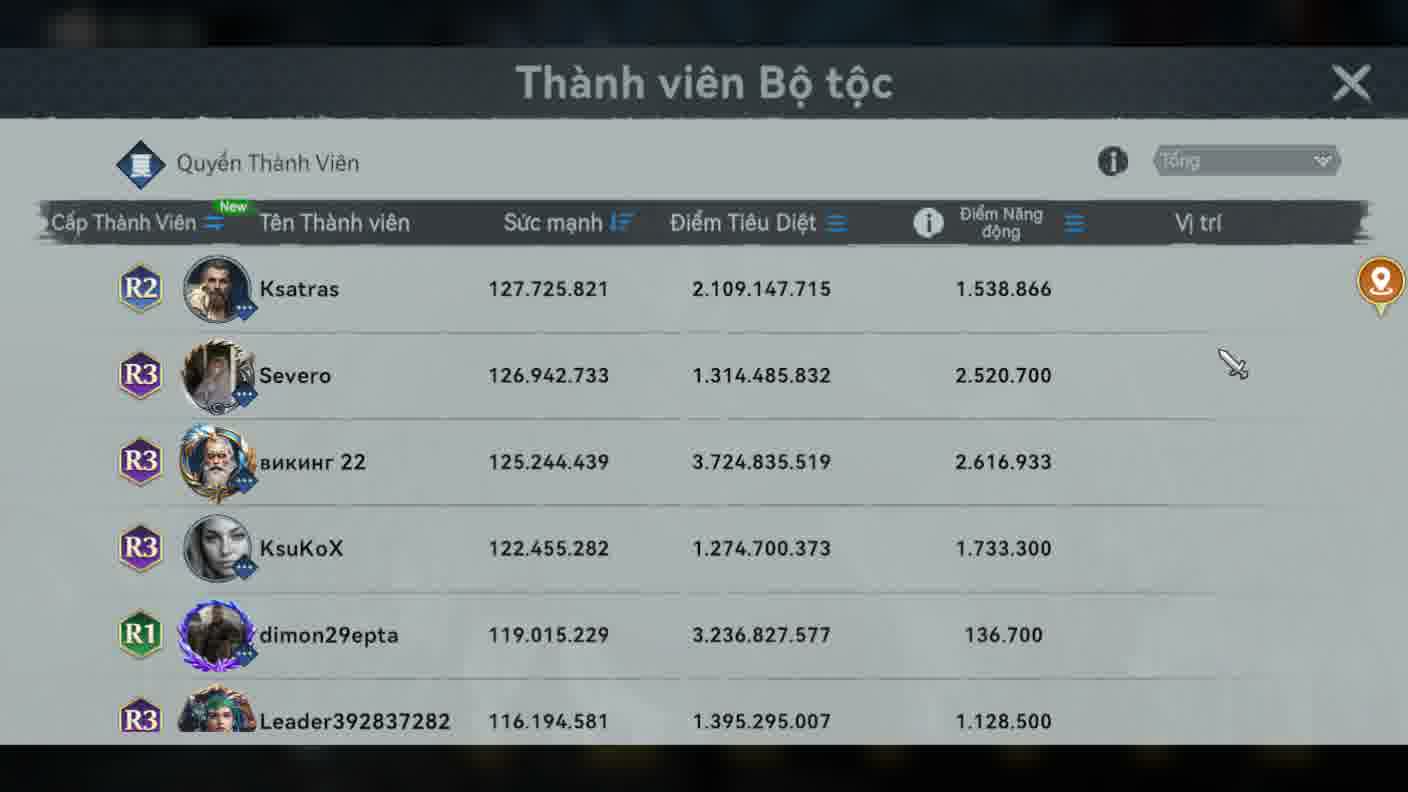 Thành viên Bộ tộc
Quyền Thành Viên
Tổng
Cấp Thành Viên New Tên Thành viên Sức mạnh Điểm Tiêu Diệt Điểm Năng động Vị trí
R2 Ksatras 127.725.821 2.109.147.715 1.538.866
R3 Severo 126.942.733 1.314.485.832 2.520.700
R3 викинг 22 125.244.439 3.724.835.519 2.616.933
R3 KsuKoX 122.455.282 1.274.700.373 1.733.300
R1 dimon29epta 119.015.229 3.236.827.577 136.700
R3 Leader392837282 116.194.581 1.395.295.007 1.128.500